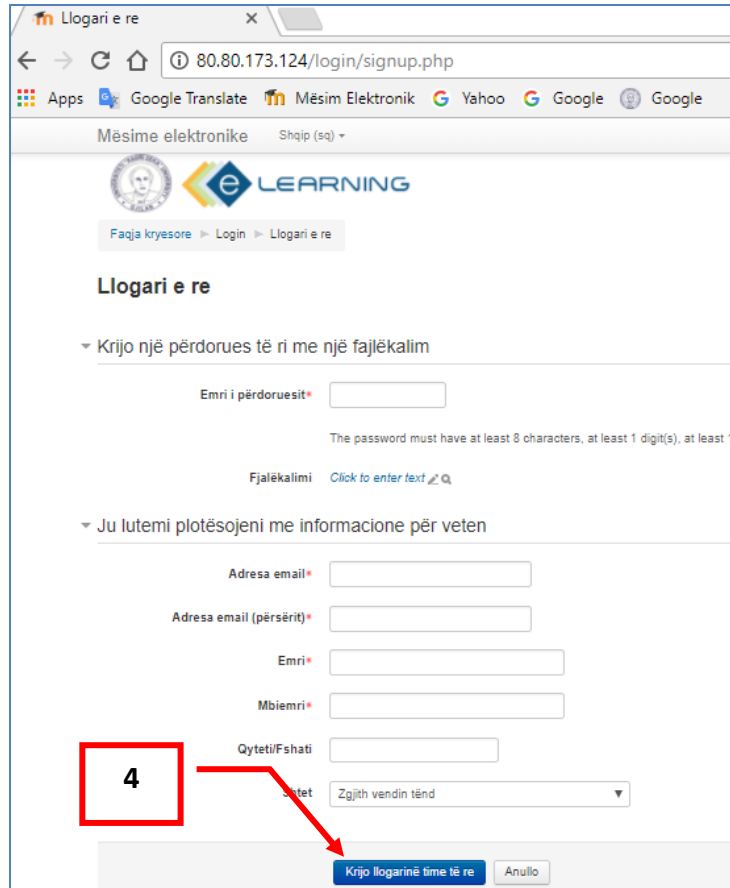 Llogari e re
80.80.173.124/login/signup.php
Apps Google Translate Mësim Elektronik Yahoo Google Google
Mësime elektronike Shqip (sq)
e LEARNING
Faqja kryesore Login Llogari e re
Llogari e re
Krijo një përdorues të ri me një fajlëkalim
Emri i përdoruesit*
The password must have at least 8 characters, at least 1 digit(s), at least 1
Fjalëkalimi Click to enter text
Ju lutemi plotësojeni me informacione për veten
Adresa email*
Adresa email (përsërit)*
Emri*
Mbiemri*
Qyteti/Fshati
4
Shtet Zgjith vendin tënd
Krijo llogarinë time të re Anullo